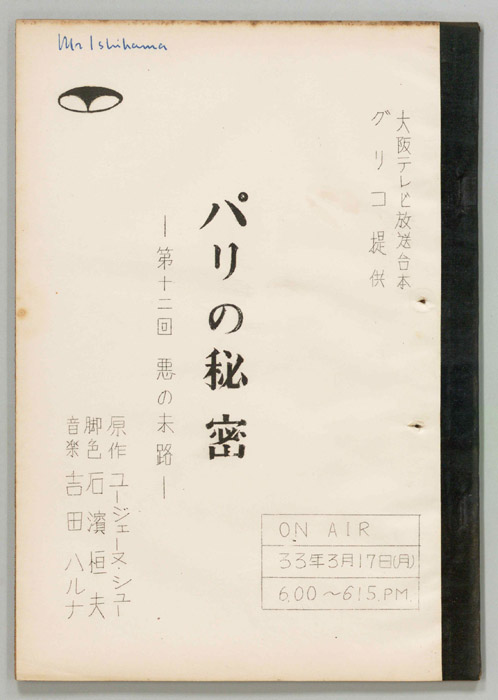 Mr Ishihama
大阪テレビ放送台本
グリコ提供
パリの秘密
―第十二回 悪の末路―
原作 ユージェーヌ・シュー
脚色 石濱恒夫
音楽 吉田ハルナ
ON AIR
33年3月17日(月)
6.00～6.15.P.M.